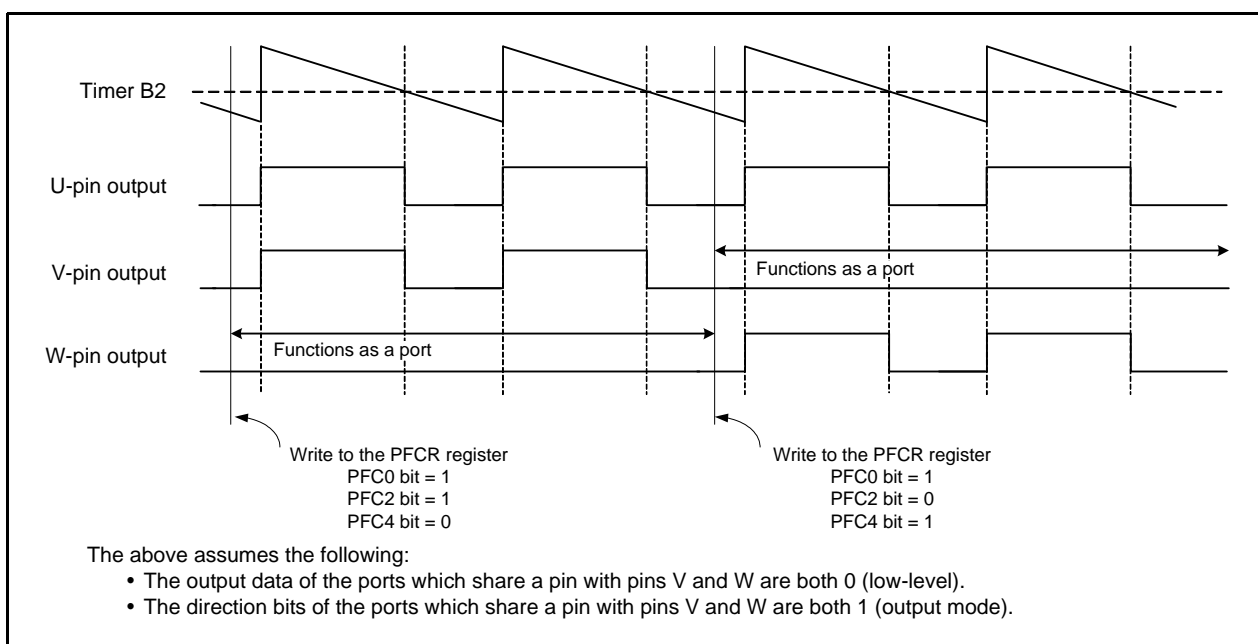 Timer B2
U-pin output
V-pin output
Functions as a port
W-pin output
Functions as a port
Write to the PFCR register
PFC0 bit = 1
PFC2 bit = 1
PFC4 bit = 0
Write to the PFCR register
PFC0 bit = 1
PFC2 bit = 0
PFC4 bit = 1
The above assumes the following:
• The output data of the ports which share a pin with pins V and W are both 0 (low-level).
• The direction bits of the ports which share a pin with pins V and W are both 1 (output mode).